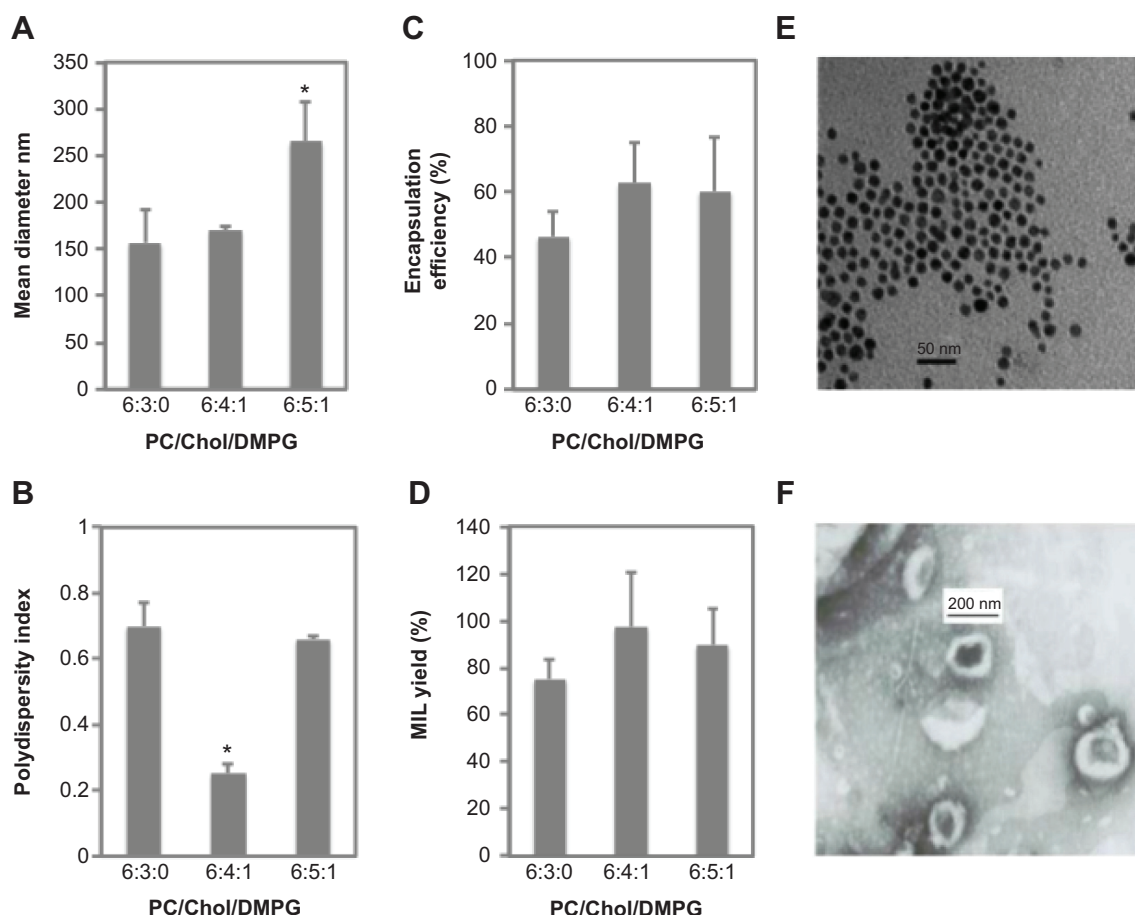 A
350
300
250
200
150
100
50
0
Mean diameter nm
*
6:3:0 6:4:1 6:5:1
PC/Chol/DMPG
B
1
0.8
0.6
0.4
0.2
0
Polydispersity index
*
6:3:0 6:4:1 6:5:1
PC/Chol/DMPG
C
100
80
60
40
20
0
Encapsulation
efficiency (%)
6:3:0 6:4:1 6:5:1
PC/Chol/DMPG
D
140
120
100
80
60
40
20
0
MIL yield (%)
6:3:0 6:4:1 6:5:1
PC/Chol/DMPG
E
50 nm
F
200 nm